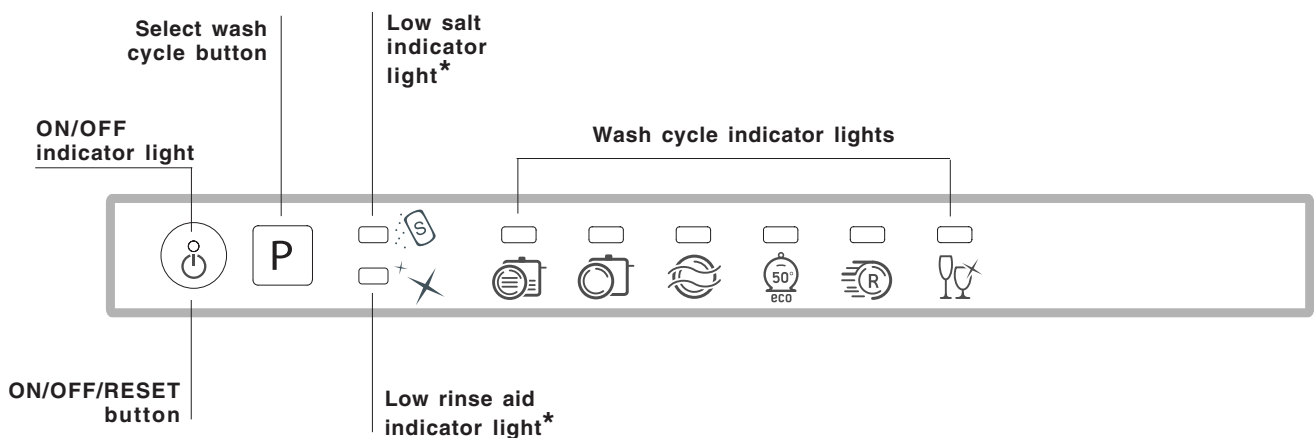 Select wash
cycle button
Low salt
indicator
light*
ON/OFF
indicator light
Wash cycle indicator lights
P
S
50°
eco
R
ON/OFF/RESET
button
Low rinse aid
indicator light*